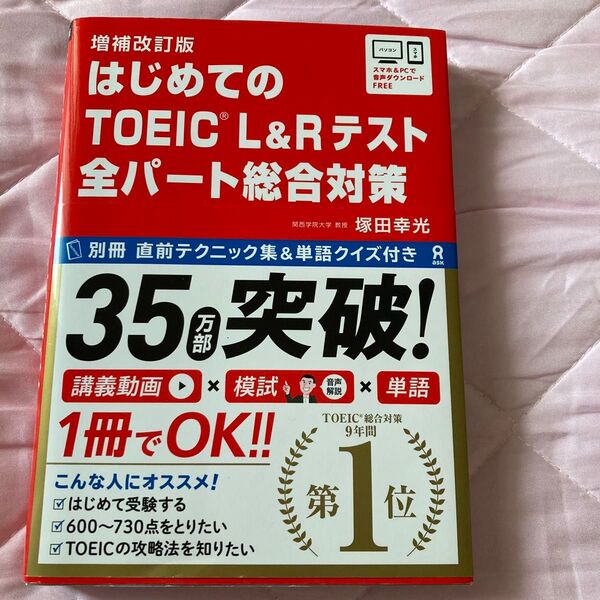 増補改訂版
パソコン
スマホ
スマホ&PCで
音声ダウンロード
FREE
はじめての
TOEIC® L&Rテスト
全パート総合対策
関西学院大学 教授 塚田幸光
別冊 直前テクニック集&単語クイズ付き
ask
35万部突破!
講義動画 × 模試 音声解説 × 単語
1冊でOK!!
TOEIC®総合対策
9年間
第1位
こんな人にオススメ!
はじめて受験する
600〜730点をとりたい
TOEICの攻略法を知りたい